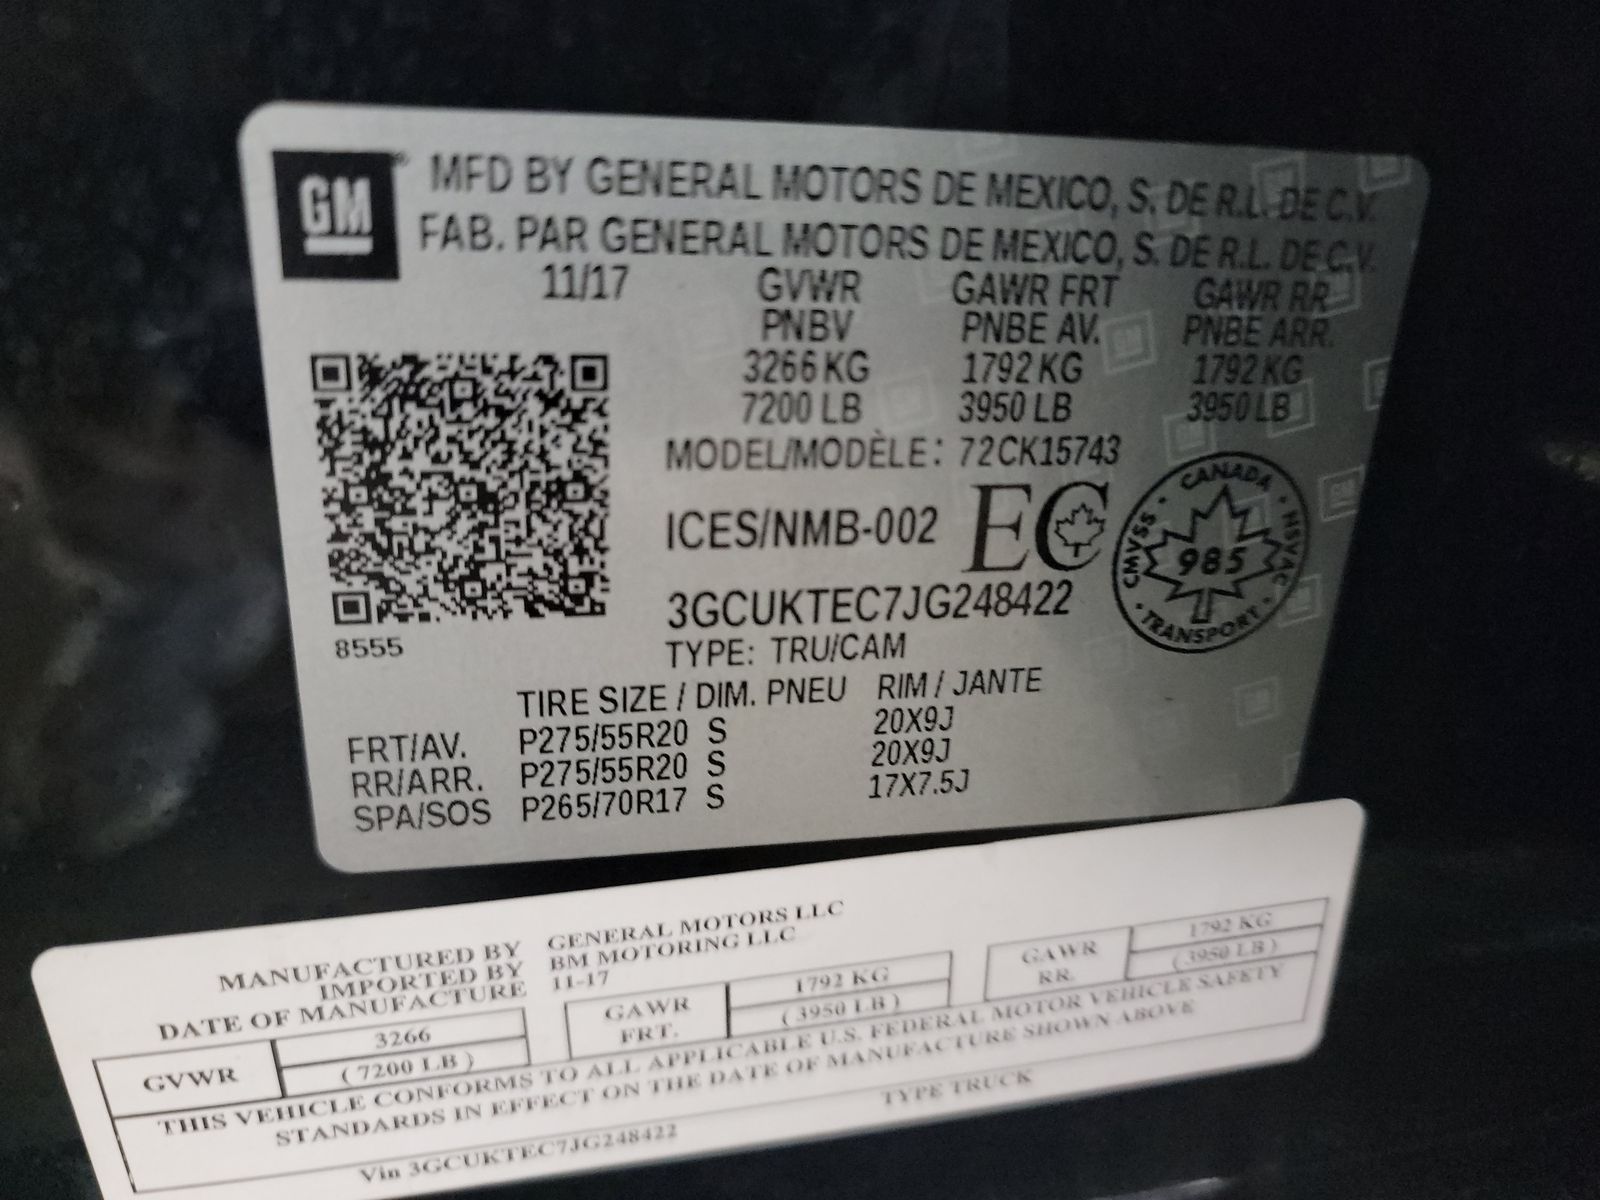 GM
MFD BY GENERAL MOTORS DE MEXICO, S. DE R.L. DE C.V.
FAB. PAR GENERAL MOTORS DE MEXICO, S. DE R.L. DE C.V.
11/17 GVWR GAWR FRT GAWR RR
PNBV PNBE AV. PNBE ARR.
3266 KG 1792 KG 1792 KG
7200 LB 3950 LB 3950 LB
MODEL/MODÈLE: 72CK15743
ICES/NMB-002 EC
CANADA
CMVSS 985 NSVAC
TRANSPORT
3GCUKTEC7JG248422
8555
TYPE: TRU/CAM
TIRE SIZE / DIM. PNEU RIM / JANTE
FRT/AV. P275/55R20 S 20X9J
RR/ARR. P275/55R20 S 20X9J
SPA/SOS P265/70R17 S 17X7.5J
MANUFACTURED BY GENERAL MOTORS LLC
IMPORTED BY BM MOTORING LLC
DATE OF MANUFACTURE 11-17
GVWR 3266 (7200 LB)
GAWR FRT. 1792 KG (3950 LB)
GAWR RR. 1792 KG (3950 LB)
THIS VEHICLE CONFORMS TO ALL APPLICABLE U.S. FEDERAL MOTOR VEHICLE SAFETY
STANDARDS IN EFFECT ON THE DATE OF MANUFACTURE SHOWN ABOVE
Vin 3GCUKTEC7JG248422 TYPE TRUCK